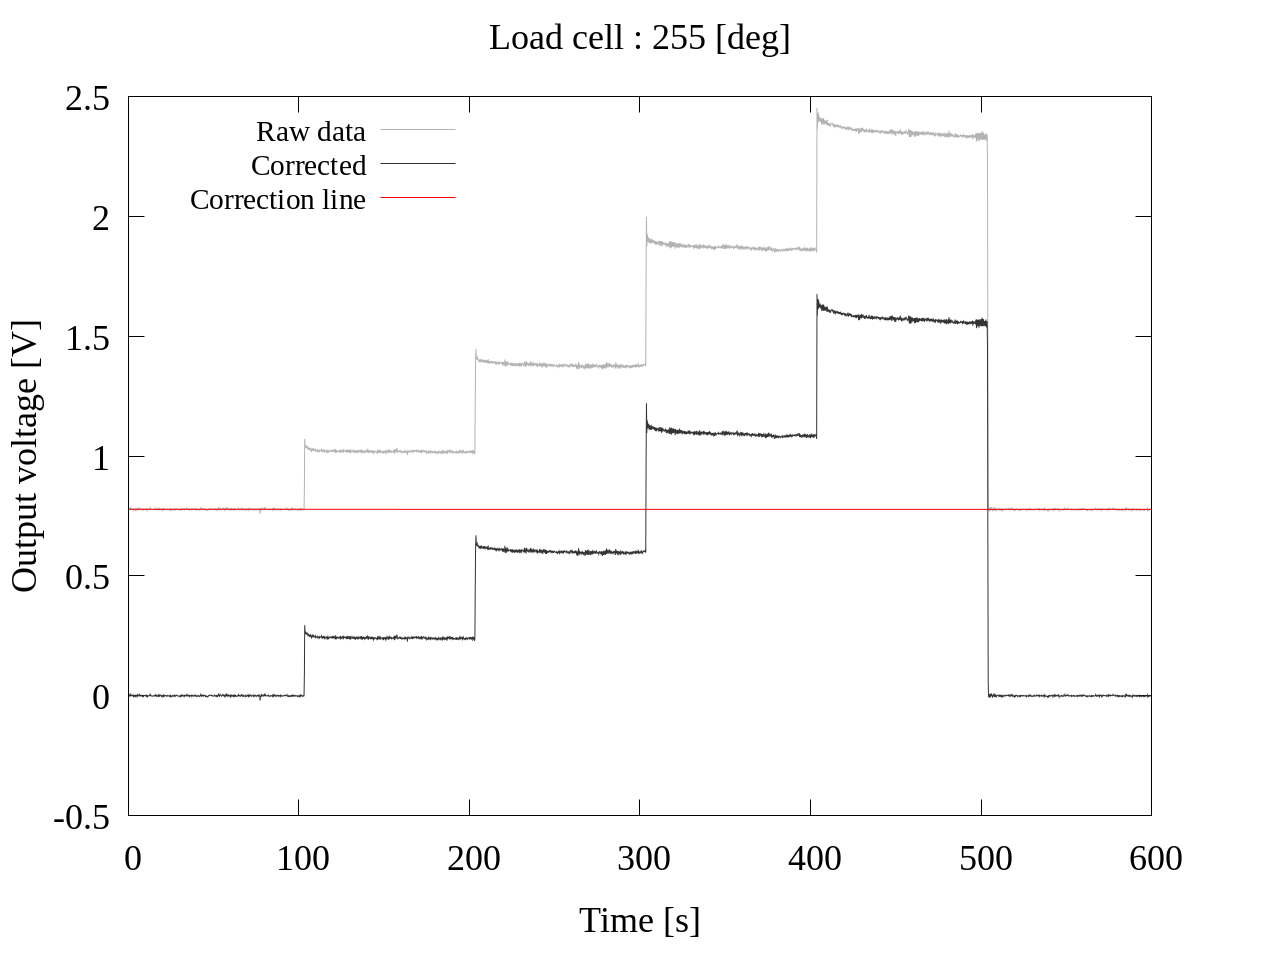 Load cell : 255 [deg]
Raw data
Corrected
Correction line
Output voltage [V]
2.5
2
1.5
1
0.5
0
-0.5
0 100 200 300 400 500 600
Time [s]